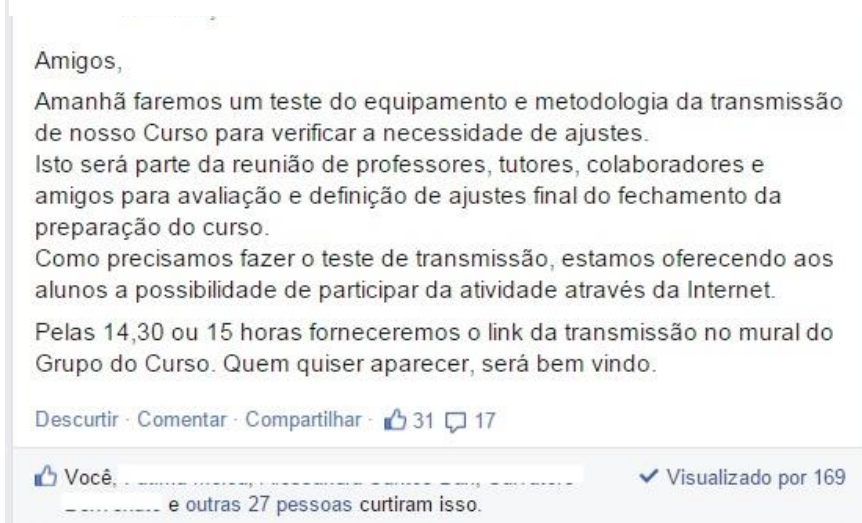 Amigos,
Amanhã faremos um teste do equipamento e metodologia da transmissão
de nosso Curso para verificar a necessidade de ajustes.
Isto será parte da reunião de professores, tutores, colaboradores e
amigos para avaliação e definição de ajustes final do fechamento da
preparação do curso.
Como precisamos fazer o teste de transmissão, estamos oferecendo aos
alunos a possibilidade de participar da atividade através da Internet.
Pelas 14,30 ou 15 horas forneceremos o link da transmissão no mural do
Grupo do Curso. Quem quiser aparecer, será bem vindo.
Descurtir · Comentar · Compartilhar · 31 17
Você, ✓ Visualizado por 169
e outras 27 pessoas curtiram isso.